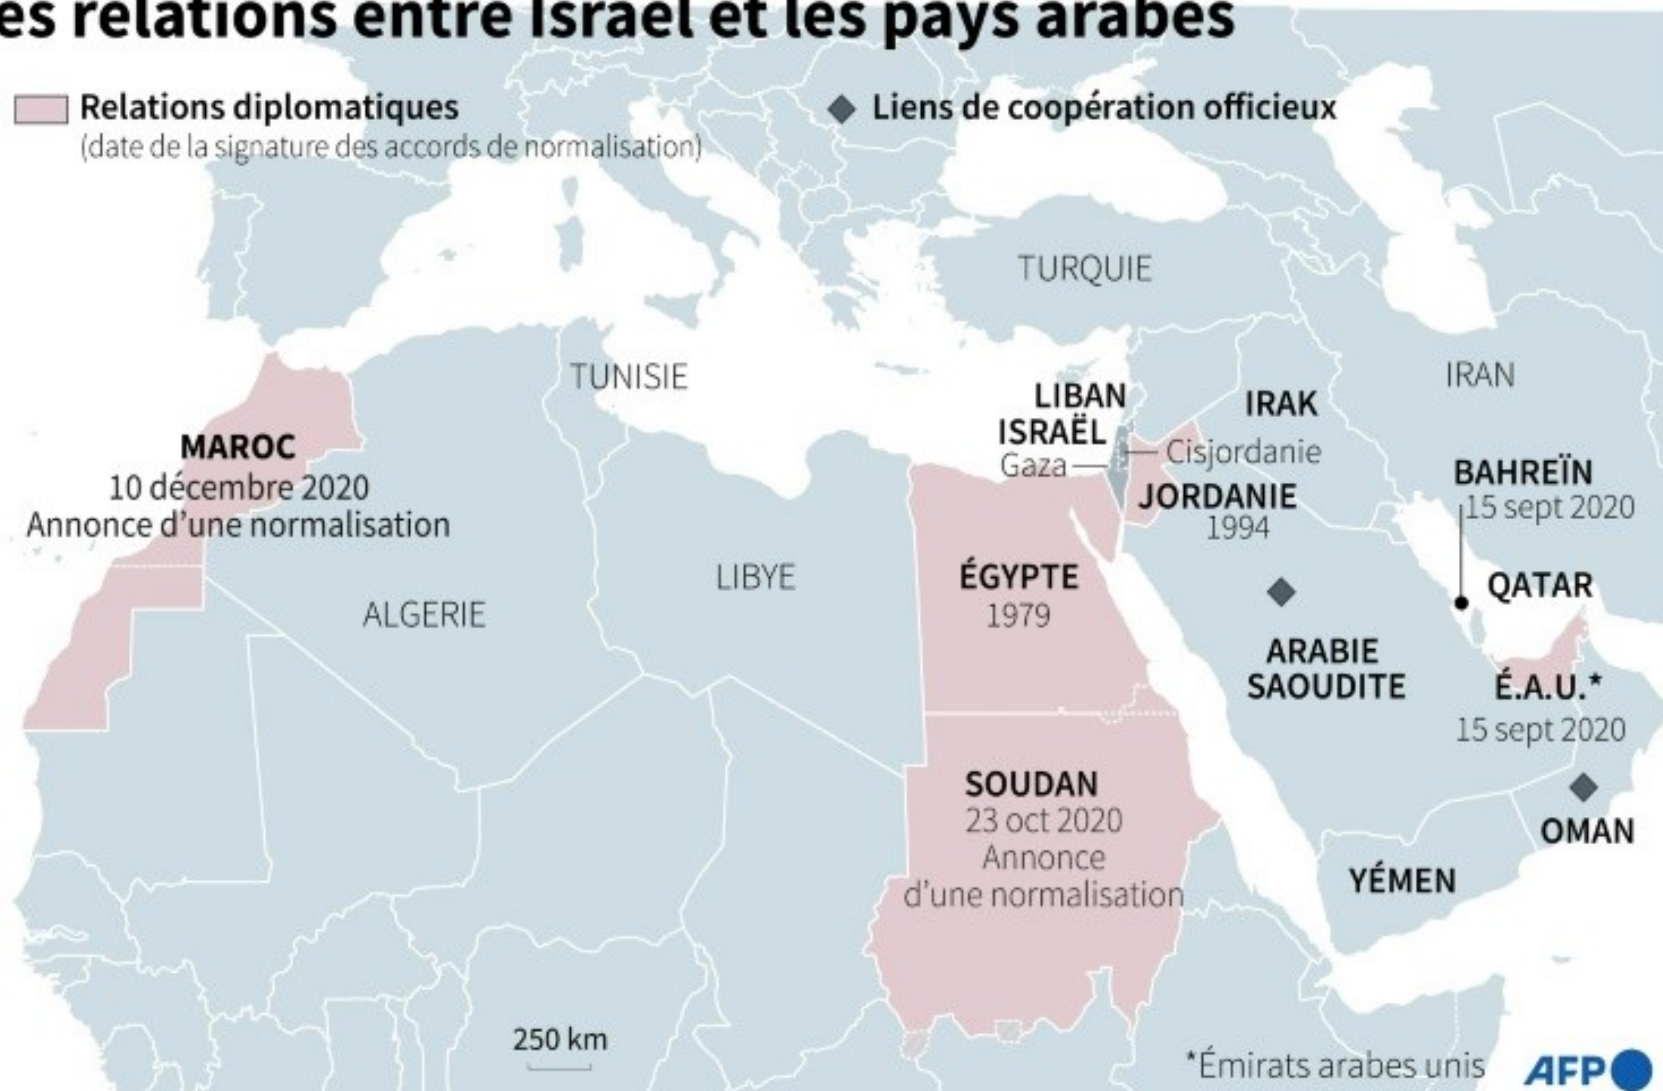 es relations entre Israël et les pays arabes
Relations diplomatiques
(date de la signature des accords de normalisation)
Liens de coopération officieux
TURQUIE
TUNISIE
IRAN
LIBAN
IRAK
ISRAËL
Gaza
Cisjordanie
MAROC
10 décembre 2020
Annonce d'une normalisation
BAHREÏN
15 sept 2020
JORDANIE
1994
LIBYE
ÉGYPTE
1979
QATAR
ALGERIE
ARABIE
SAOUDITE
É.A.U.*
15 sept 2020
SOUDAN
23 oct 2020
Annonce
d'une normalisation
OMAN
YÉMEN
250 km
*Émirats arabes unis
AFP